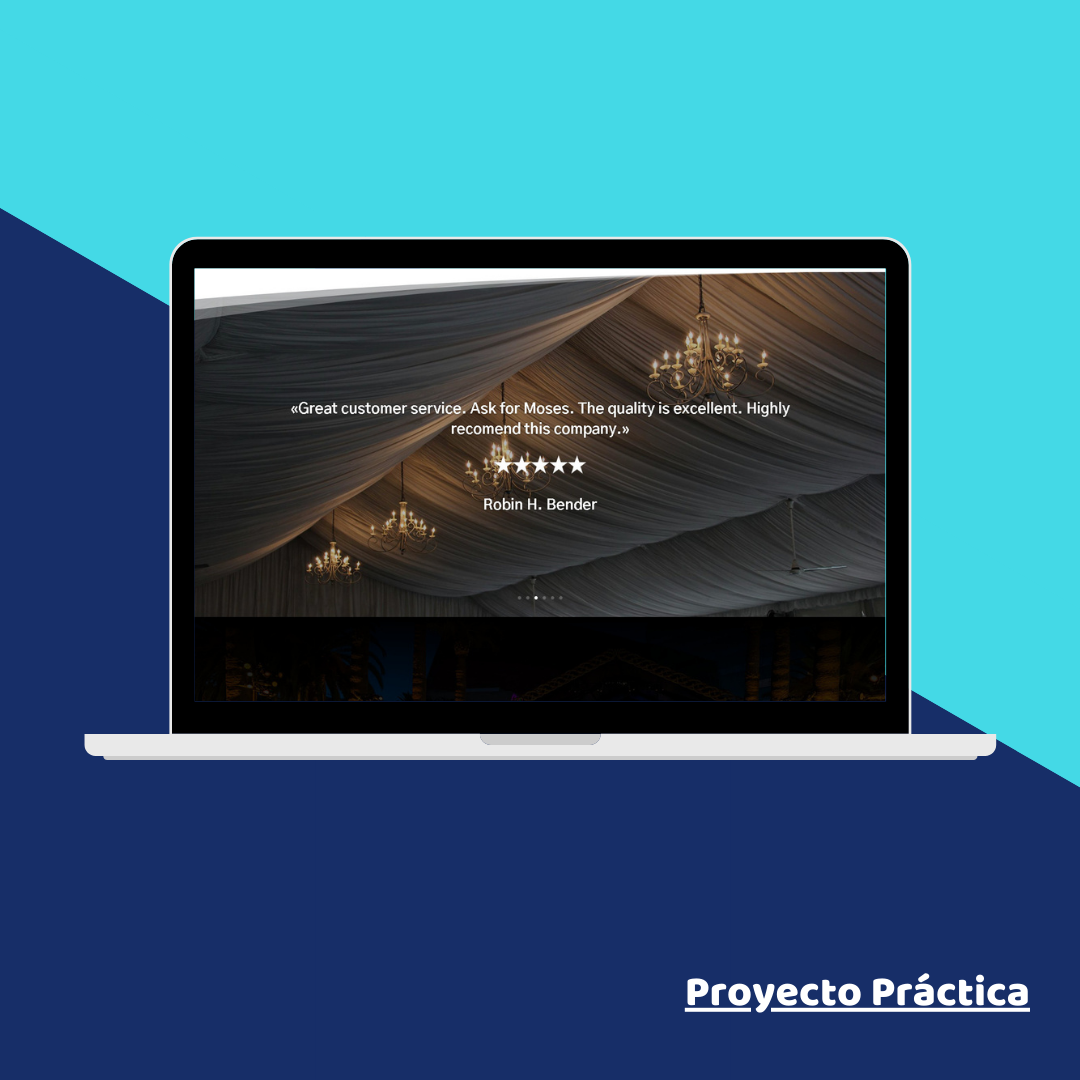 «Great customer service. Ask for Moses. The quality is excellent. Highly
recomend this company.»
★★★★★
Robin H. Bender
Proyecto Práctica